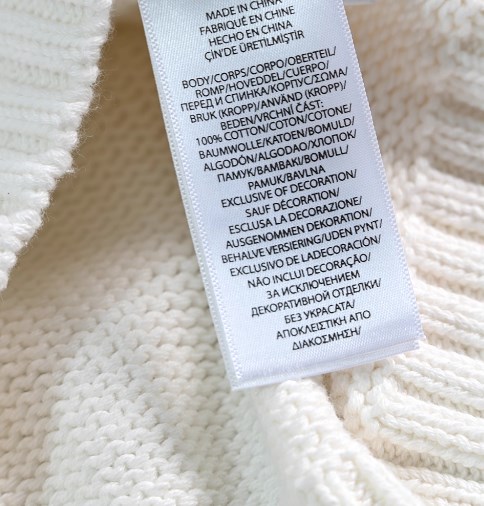 MADE IN CHINA
FABRIQUÉ EN CHINE
HECHO EN CHINA
ÇİN'DE ÜRETİLMİŞTİR
BODY/CORPS/CORPO/OBERTEIL/
ROMP/HOVEDDEL/CUERPO/
ПЕРЕД И СПИНКА/КОРПУС/ΣΩΜΑ/
BRUK (KROPP)/ANVÄND (KROPP)/
BEDEN/VRCHNÍ ČÁST:
100% COTTON/COTON/COTONE/
BAUMWOLLE/KATOEN/BOMULD/
ALGODÓN/ALGODAO/ХЛОПОК/
ПАМУК/BAMBAKI/BOMULL/
PAMUK/BAVLNA
EXCLUSIVE OF DECORATION/
SAUF DÉCORATION/
ESCLUSA LA DECORAZIONE/
AUSGENOMMEN DEKORATION/
BEHALVE VERSIERING/UDEN PYNT/
EXCLUSIVO DE LADECORACIÓN/
NÃO INCLUI DECORAÇÃO/
ЗА ИСКЛЮЧЕНИЕМ
ДЕКОРАТИВНОЙ ОТДЕЛКИ/
БЕЗ УКРАСАТА/
ΑΠΟΚΛΕΙΣΤΙΚΗ ΑΠΟ
ΔΙΑΚΟΣΜΗΣΗ/